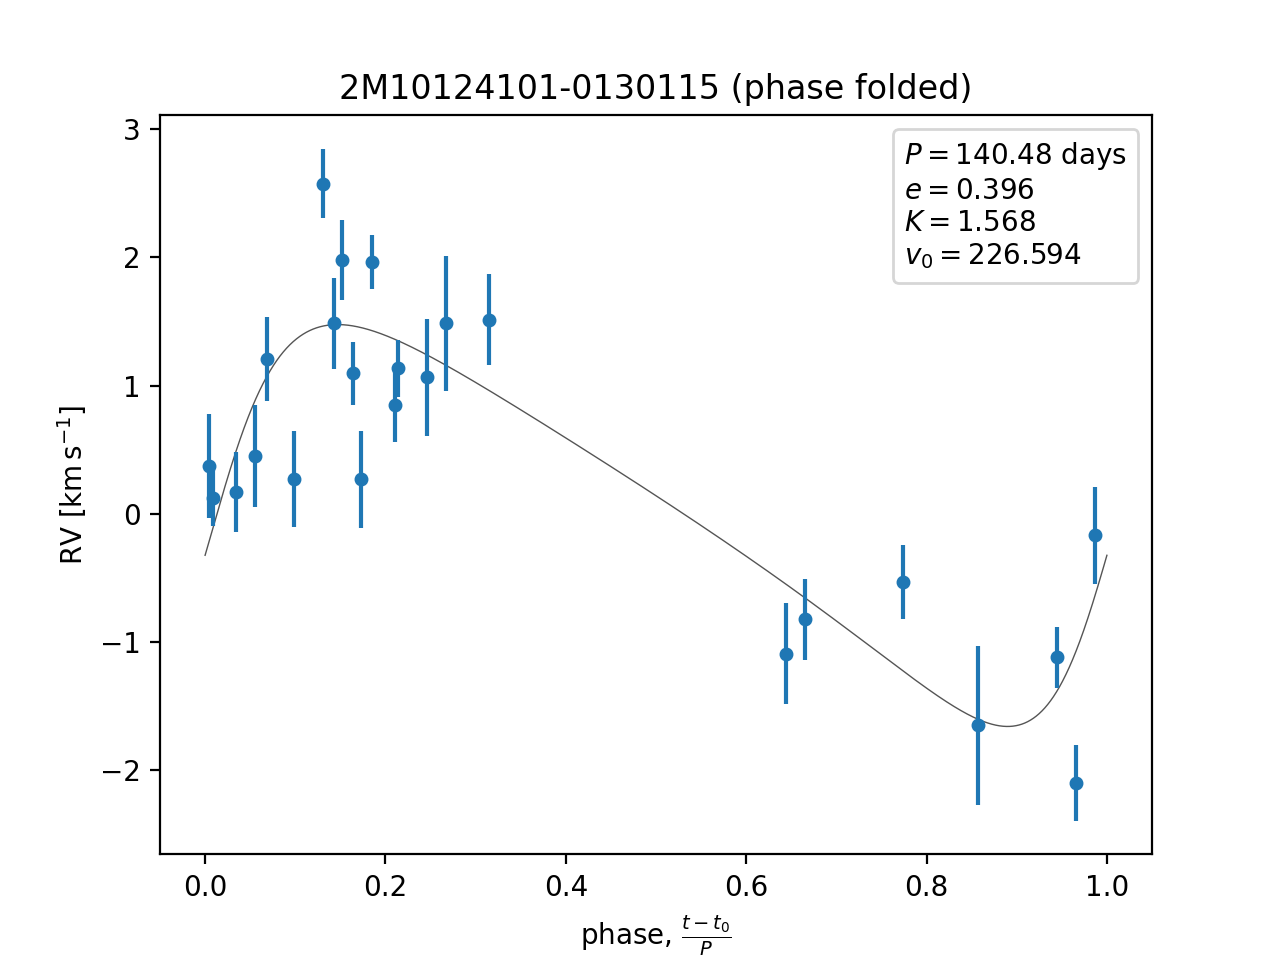 2M10124101-0130115 (phase folded)
P = 140.48 days
e = 0.396
K = 1.568
v₀ = 226.594
RV [km s⁻¹]
3
2
1
0
−1
−2
0.0 0.2 0.4 0.6 0.8 1.0
phase, (t − t₀)/P